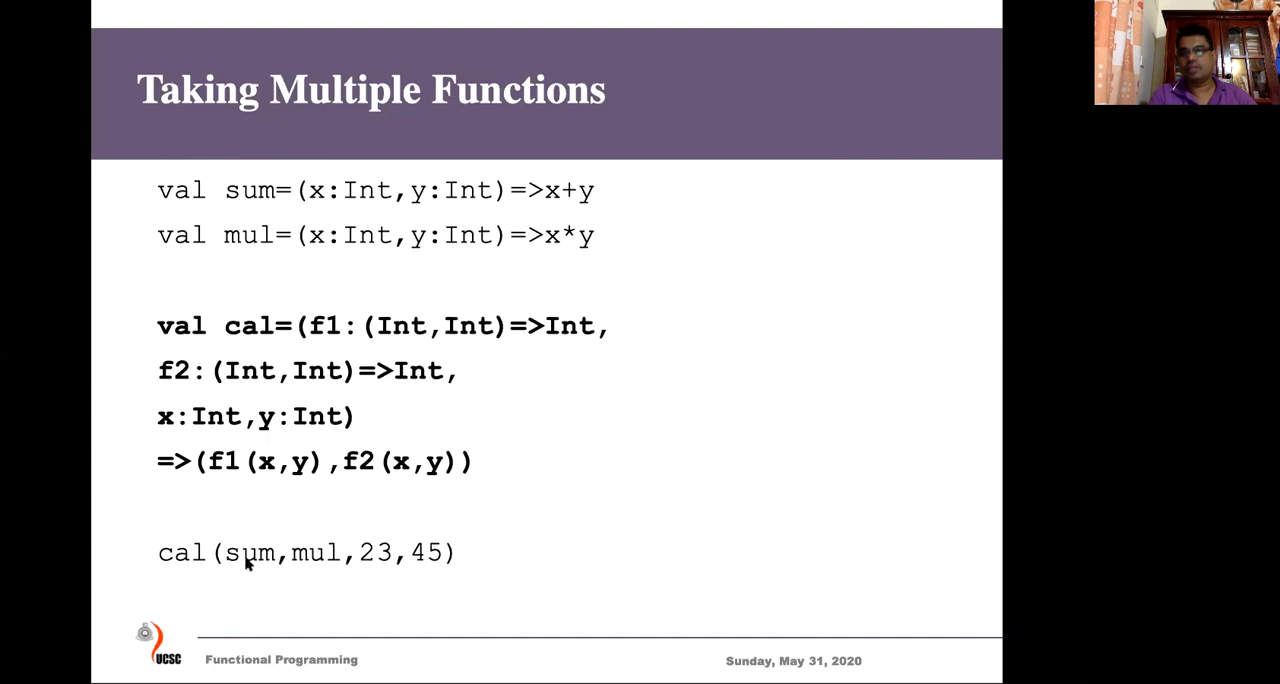 Taking Multiple Functions
val sum=(x:Int,y:Int)=>x+y
val mul=(x:Int,y:Int)=>x*y
val cal=(f1:(Int,Int)=>Int,
f2:(Int,Int)=>Int,
x:Int,y:Int)
=>(f1(x,y),f2(x,y))
cal(sum,mul,23,45)
UCSC
Functional Programming
Sunday, May 31, 2020